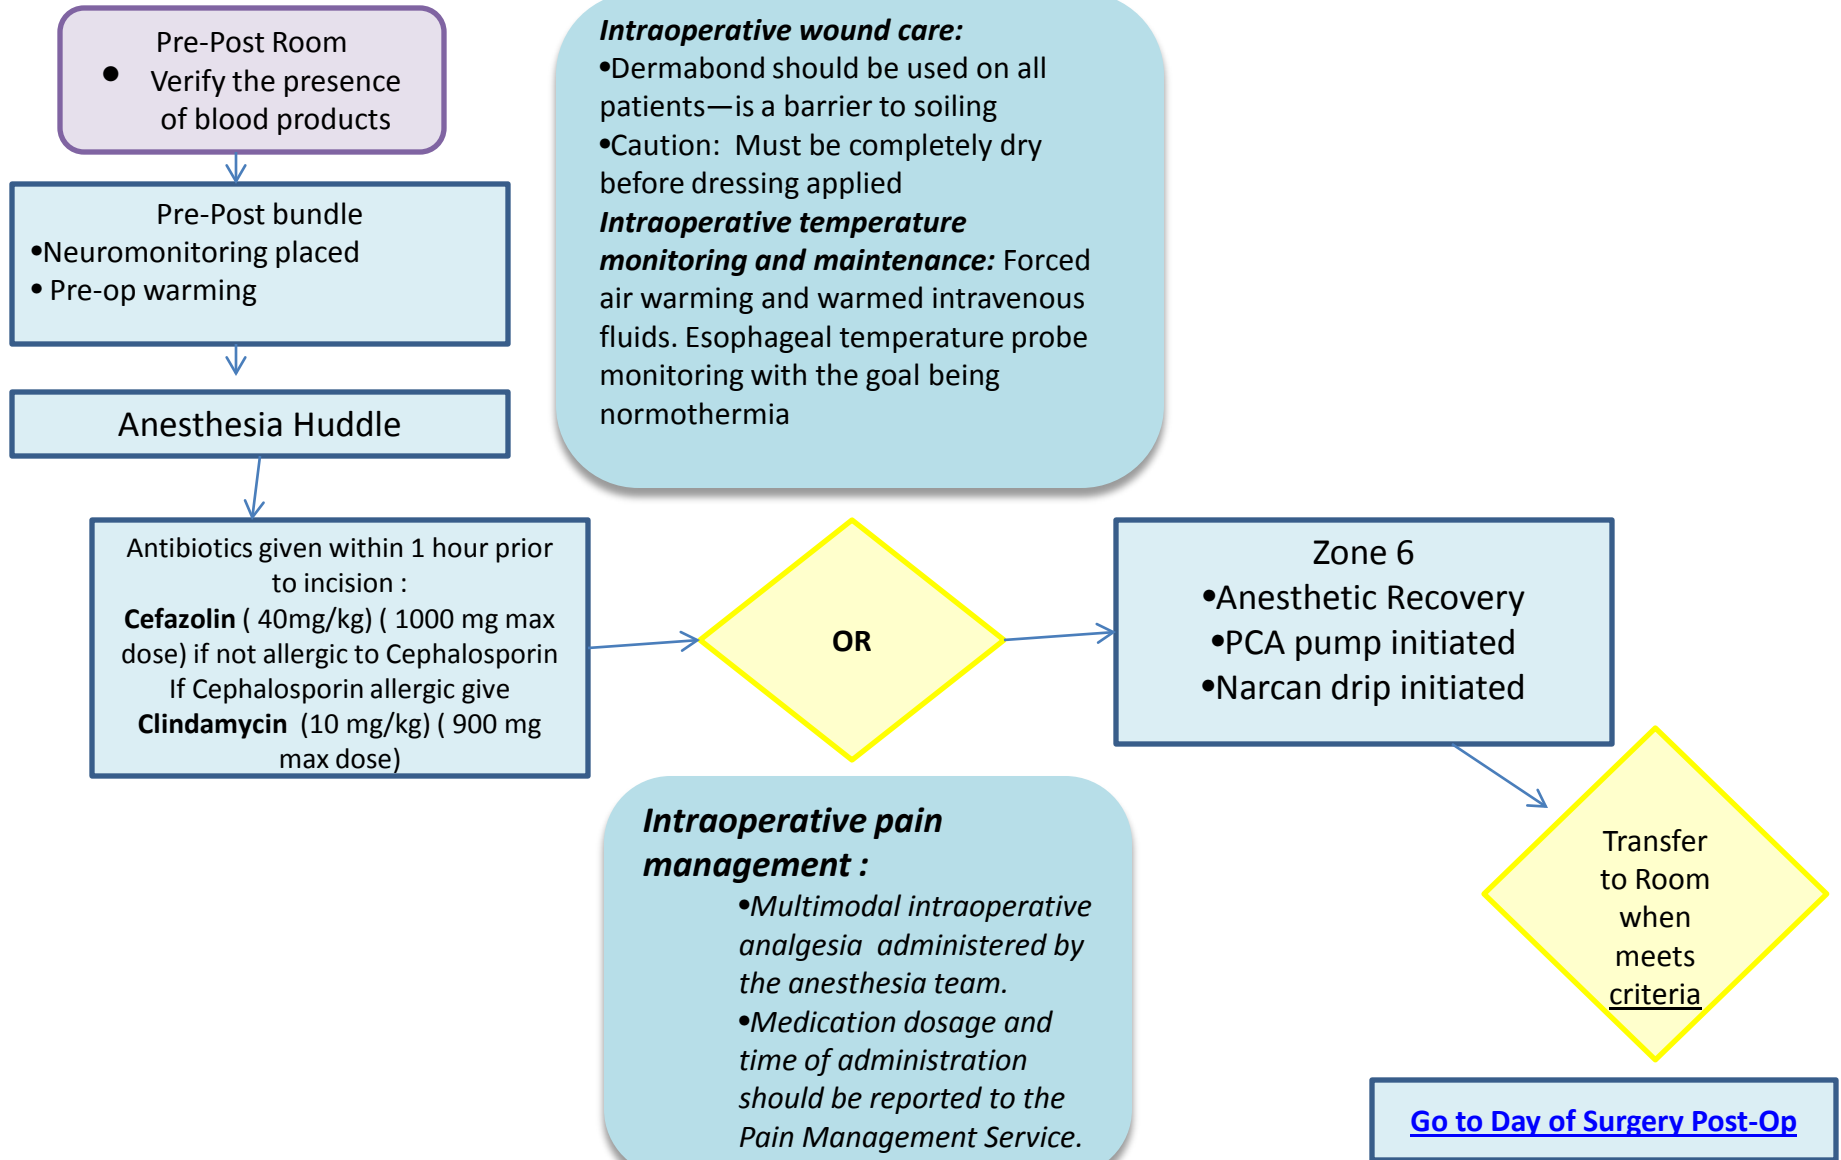 Pre-Post Room
• Verify the presence
of blood products
Pre-Post bundle
•Neuromonitoring placed
• Pre-op warming
Anesthesia Huddle
Antibiotics given within 1 hour prior
to incision :
Cefazolin ( 40mg/kg) ( 1000 mg max
dose) if not allergic to Cephalosporin
If Cephalosporin allergic give
Clindamycin (10 mg/kg) ( 900 mg
max dose)
Intraoperative wound care:
•Dermabond should be used on all
patients—is a barrier to soiling
•Caution: Must be completely dry
before dressing applied
Intraoperative temperature
monitoring and maintenance: Forced
air warming and warmed intravenous
fluids. Esophageal temperature probe
monitoring with the goal being
normothermia
OR
Intraoperative pain
management :
•Multimodal intraoperative
analgesia administered by
the anesthesia team.
•Medication dosage and
time of administration
should be reported to the
Pain Management Service.
Zone 6
•Anesthetic Recovery
•PCA pump initiated
•Narcan drip initiated
Transfer
to Room
when
meets
criteria
Go to Day of Surgery Post-Op